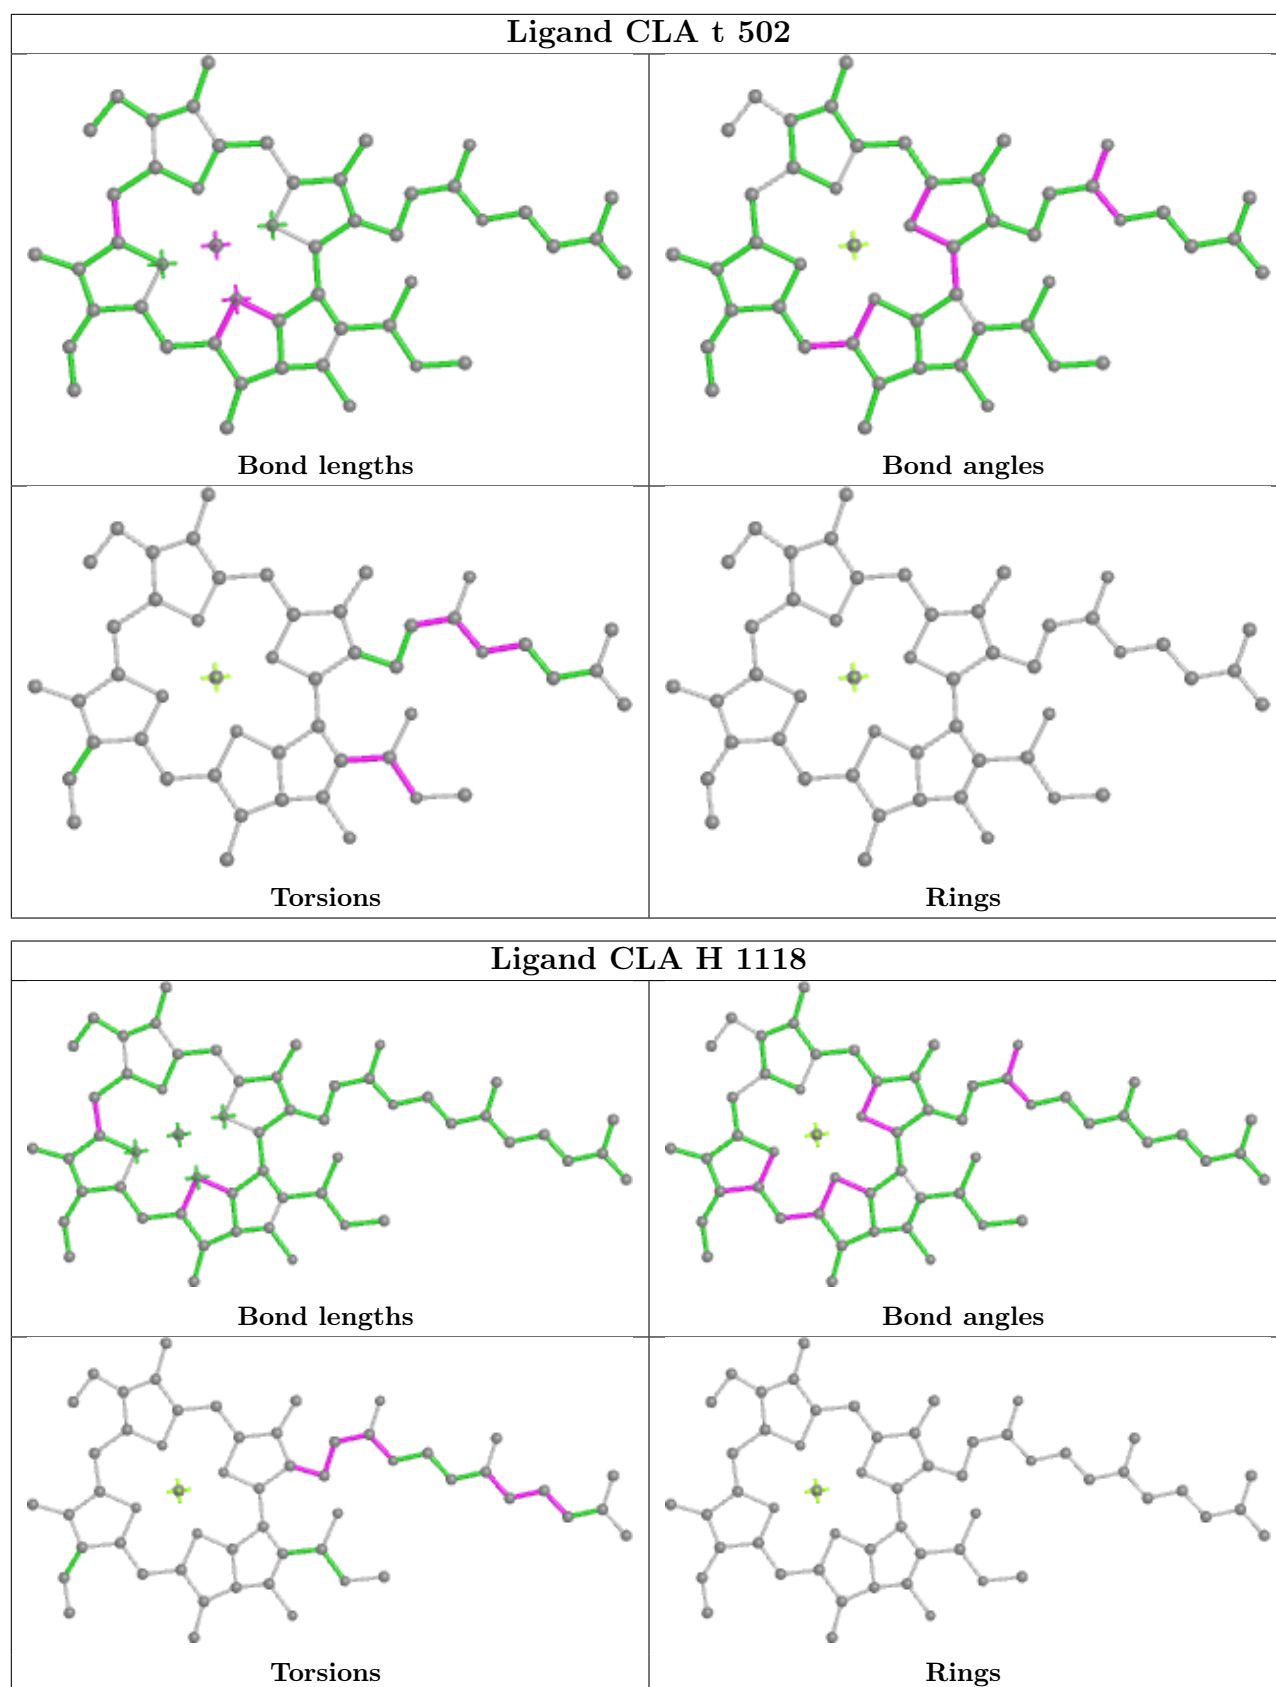 Ligand CLA t 502
Bond lengths
Bond angles
Torsions
Rings
Ligand CLA H 1118
Bond lengths
Bond angles
Torsions
Rings